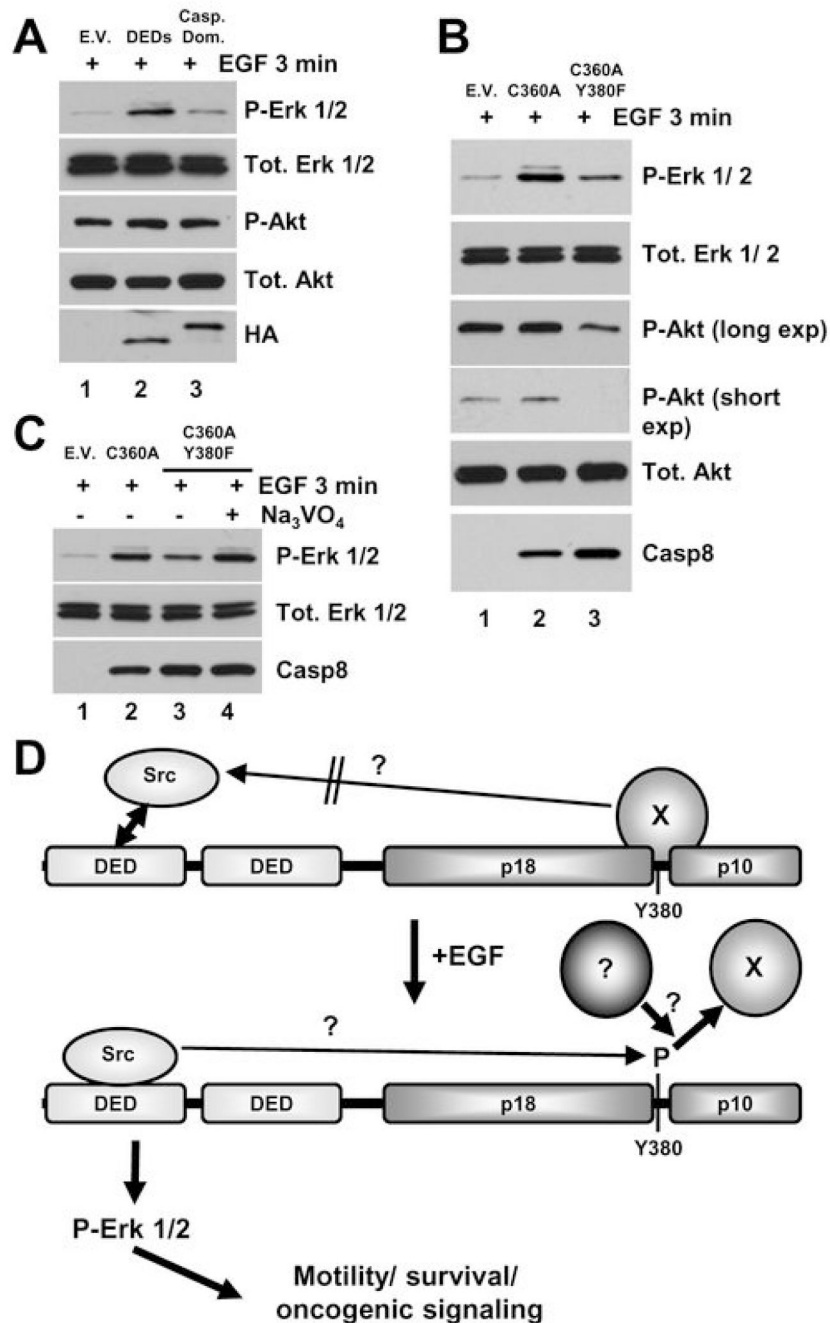 A
E.V. DEDs Casp. Dom.
+ + + EGF 3 min
P-Erk 1/2
Tot. Erk 1/2
P-Akt
Tot. Akt
HA
1 2 3
B
E.V. C360A C360A Y380F
+ + + EGF 3 min
P-Erk 1/ 2
Tot. Erk 1/ 2
P-Akt (long exp)
P-Akt (short
exp)
Tot. Akt
Casp8
1 2 3
C
E.V. C360A C360A Y380F
+ + + + EGF 3 min
- - - + Na₃VO₄
P-Erk 1/2
Tot. Erk 1/2
Casp8
1 2 3 4
D
Src ? X
DED DED p18 p10
Y380
+EGF
? X
?
Src ? P
DED DED p18 p10
Y380
P-Erk 1/2
Motility/ survival/
oncogenic signaling